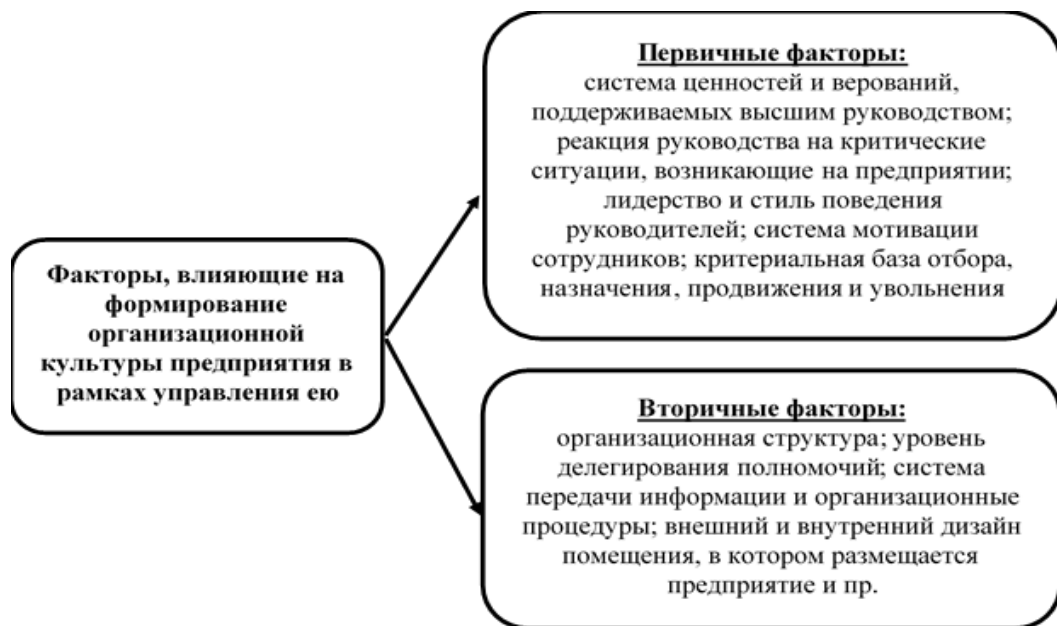 Факторы, влияющие на
формирование
организационной
культуры предприятия в
рамках управления ею
Первичные факторы:
система ценностей и верований,
поддерживаемых высшим руководством;
реакция руководства на критические
ситуации, возникающие на предприятии;
лидерство и стиль поведения
руководителей; система мотивации
сотрудников; критериальная база отбора,
назначения, продвижения и увольнения
Вторичные факторы:
организационная структура; уровень
делегирования полномочий; система
передачи информации и организационные
процедуры; внешний и внутренний дизайн
помещения, в котором размещается
предприятие и пр.